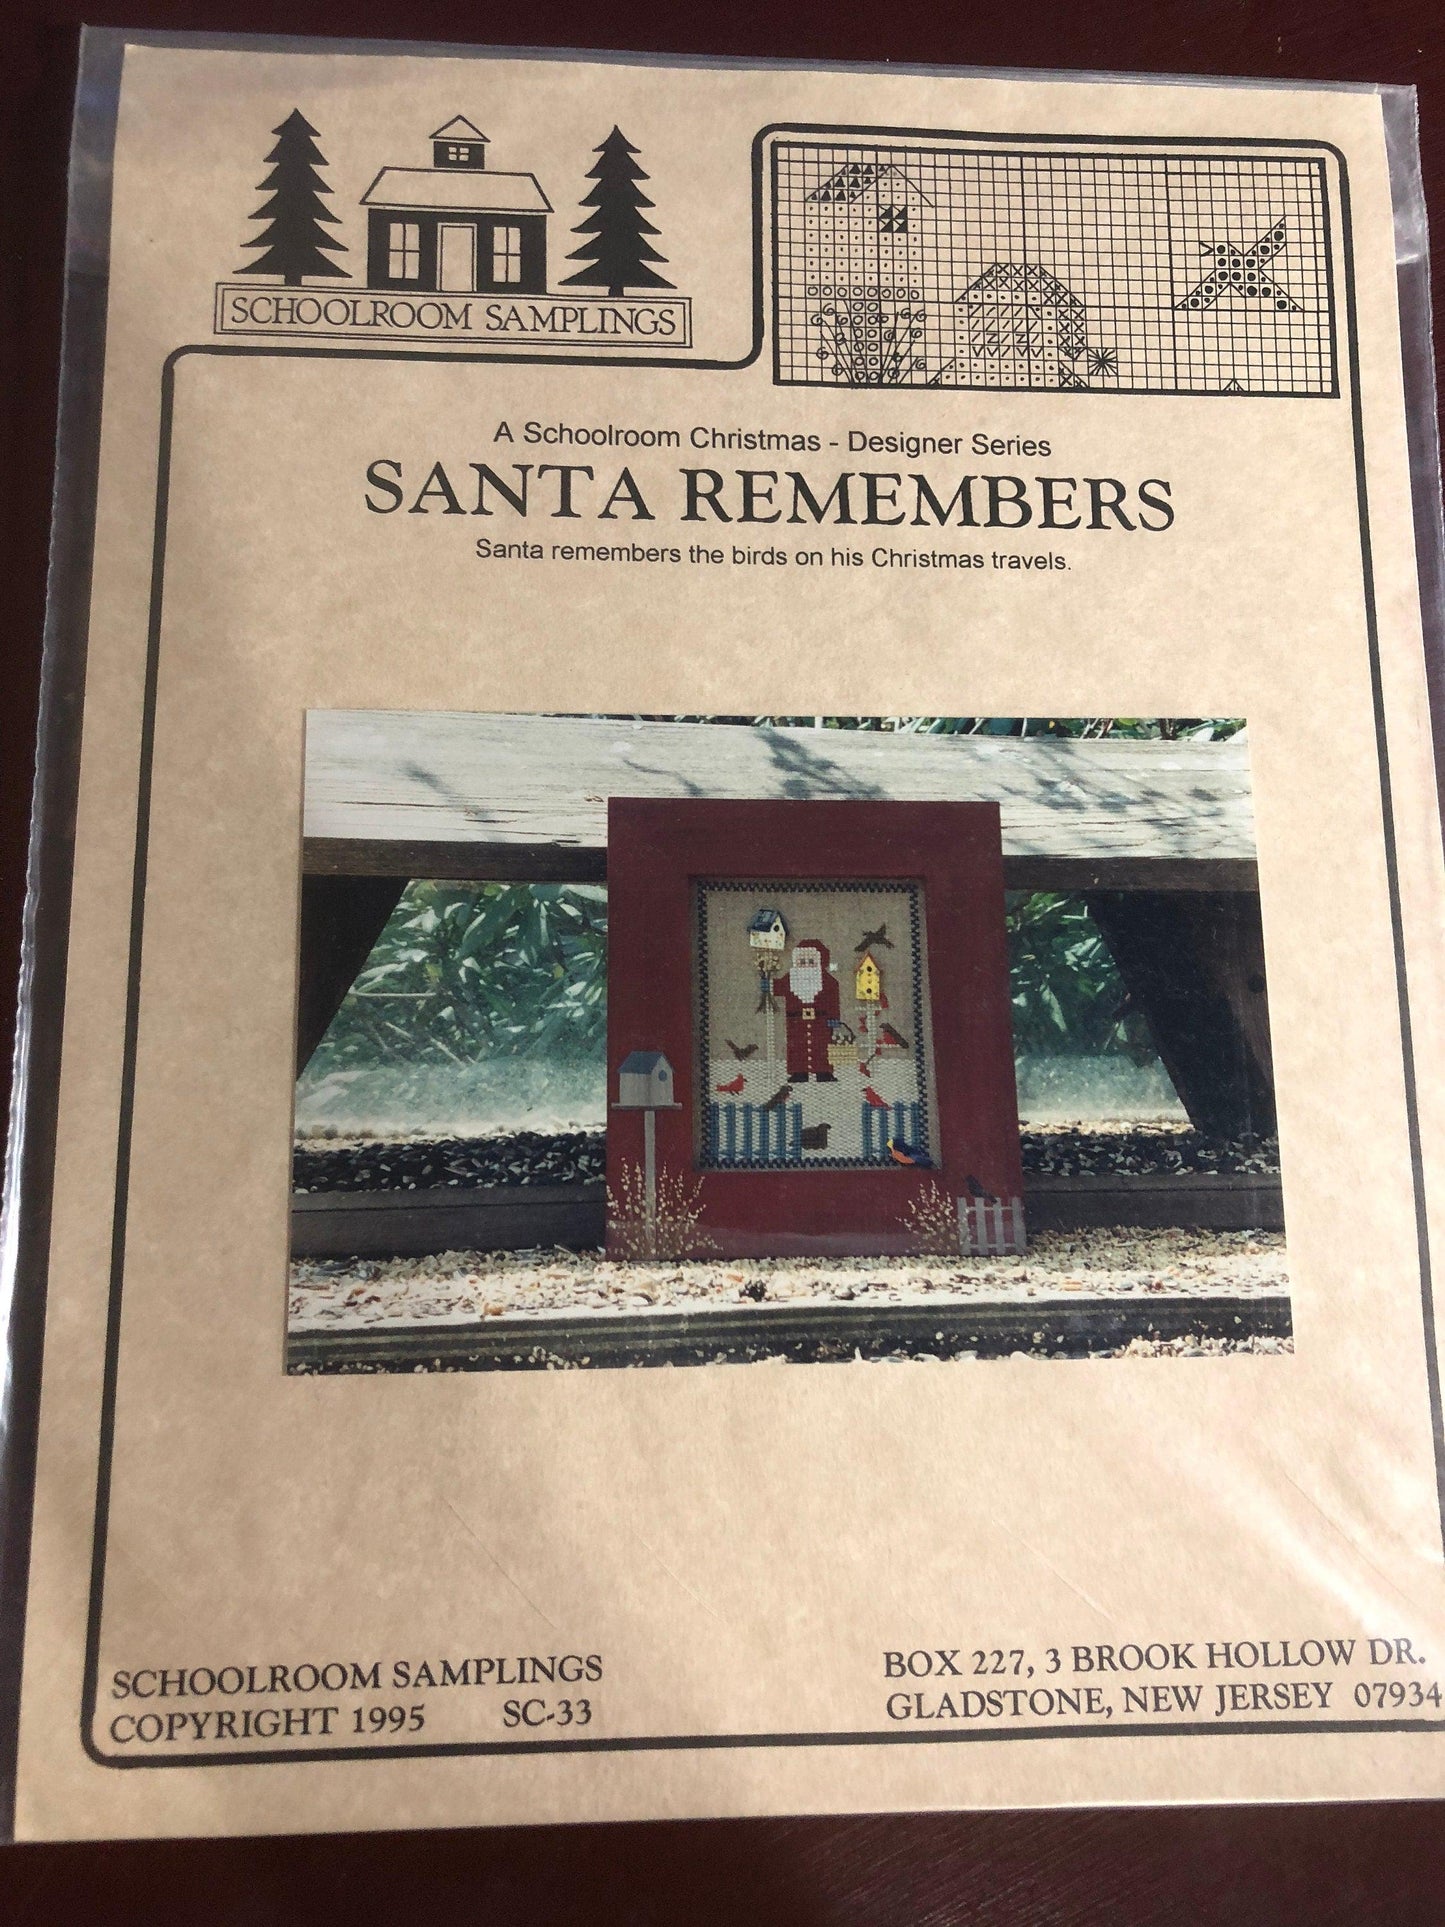 SCHOOLROOM SAMPLINGS
A Schoolroom Christmas - Designer Series
SANTA REMEMBERS
Santa remembers the birds on his Christmas travels.
SCHOOLROOM SAMPLINGS
COPYRIGHT 1995 SC-33
BOX 227, 3 BROOK HOLLOW DR.
GLADSTONE, NEW JERSEY 07934